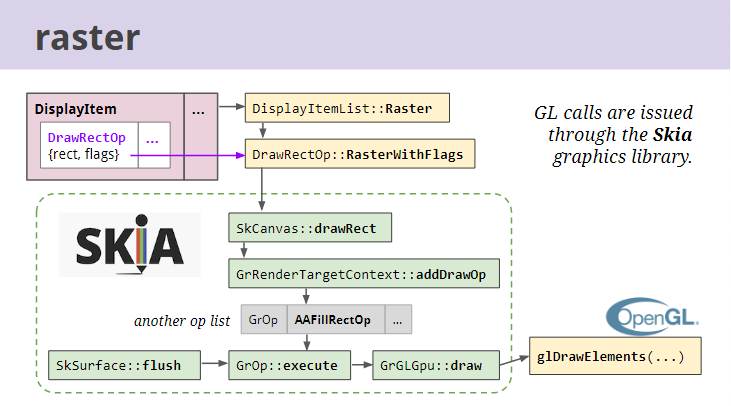 raster
DisplayItem
...
DrawRectOp
...
{rect, flags}
DisplayItemList::Raster
DrawRectOp::RasterWithFlags
GL calls are issued
through the Skia
graphics library.
SKiA
SkCanvas::drawRect
GrRenderTargetContext::addDrawOp
another op list
GrOp
AAFillRectOp
...
OpenGL.
SkSurface::flush
GrOp::execute
GrGLGpu::draw
glDrawElements(...)